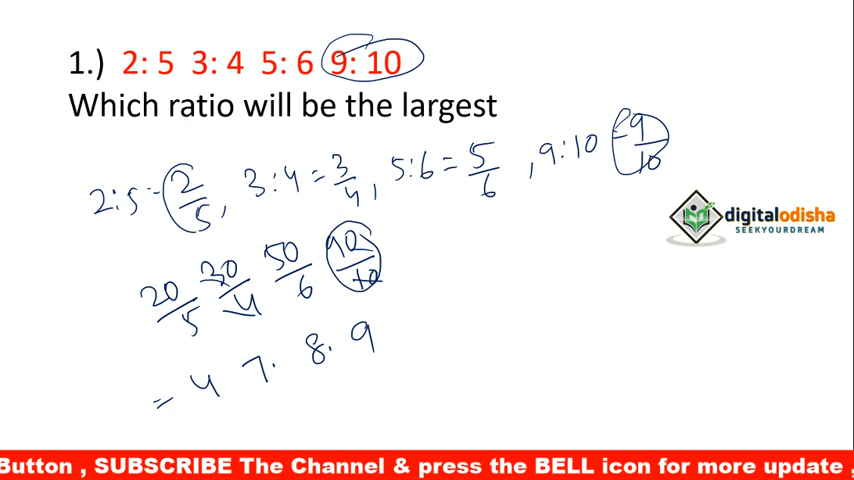 1.) 2: 5 3: 4 5: 6 9: 10
Which ratio will be the largest
2:5 = 2/5, 3:4 = 3/4, 5:6 = 5/6, 9:10 = 9/10
20/5 30/4 50/6 90/10
= 4 7. 8. 9
digitalodisha
SEEKYOURDREAM
Button , SUBSCRIBE The Channel & press the BELL icon for more update ,